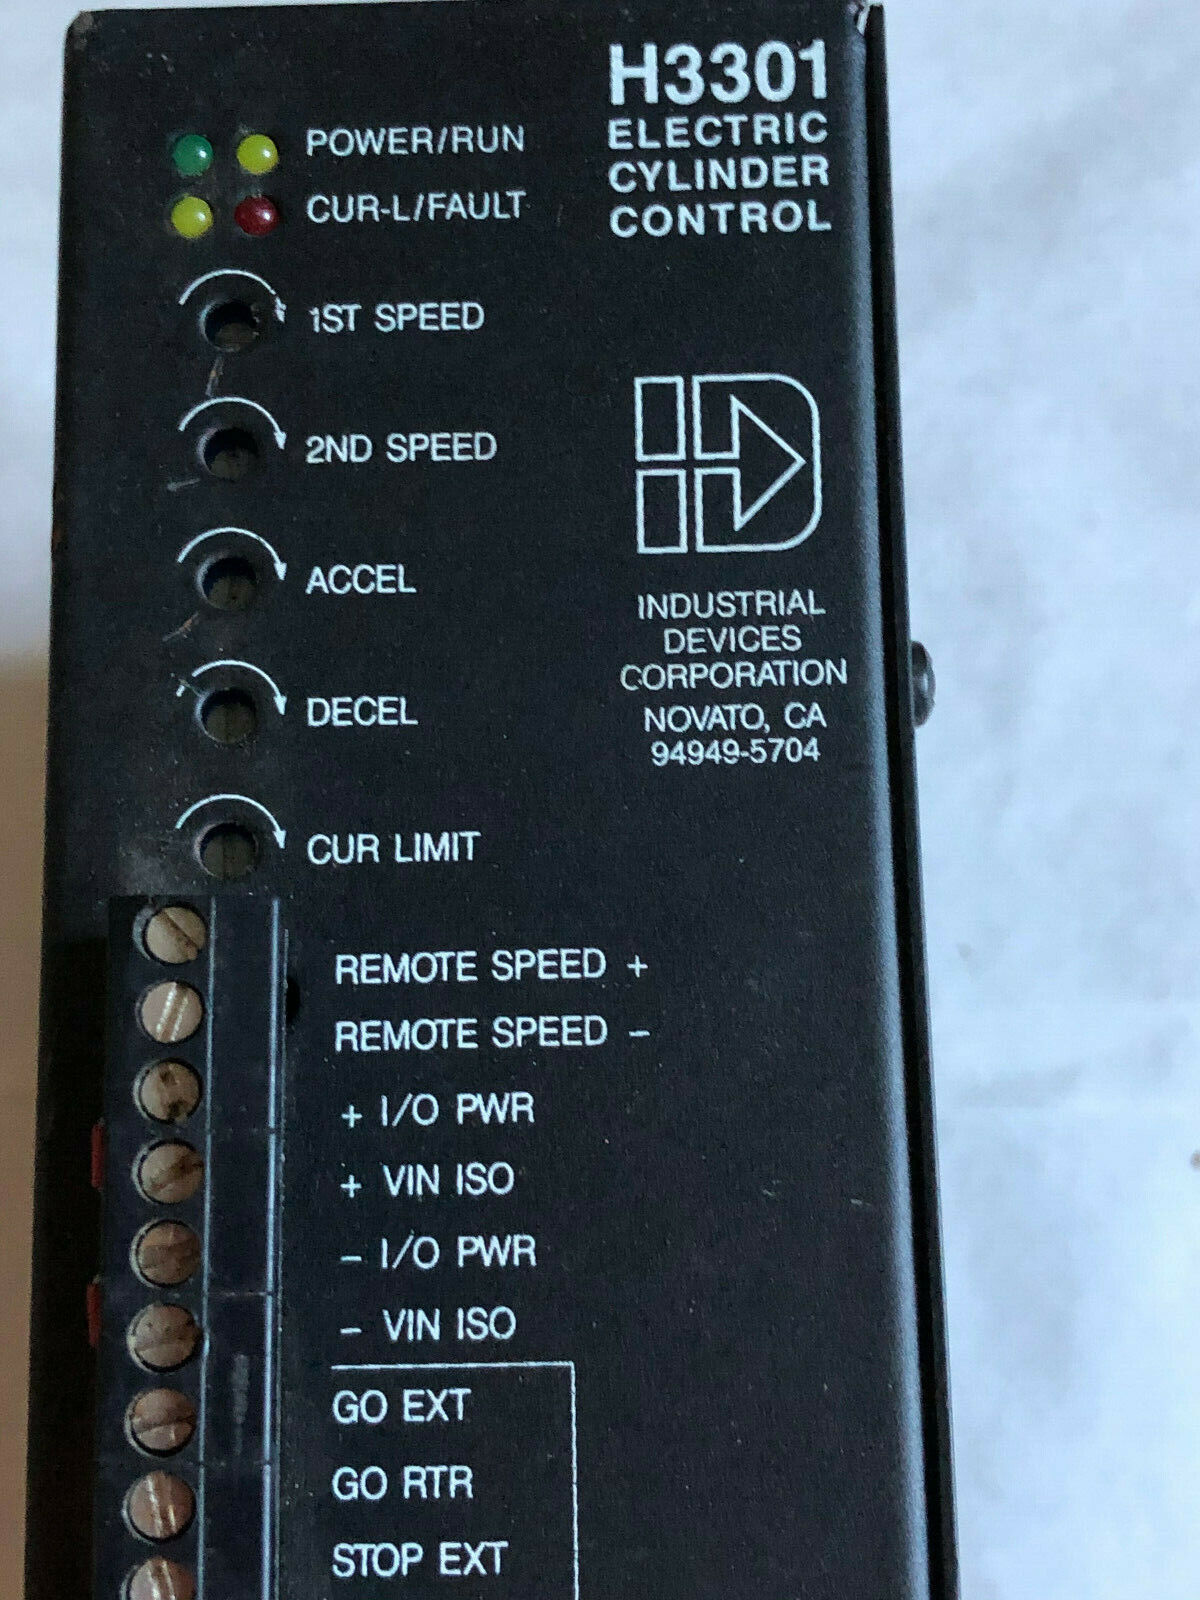 H3301
ELECTRIC
CYLINDER
CONTROL
POWER/RUN
CUR-L/FAULT
1ST SPEED
2ND SPEED
ACCEL
DECEL
CUR LIMIT
ID
INDUSTRIAL
DEVICES
CORPORATION
NOVATO, CA
94949-5704
REMOTE SPEED +
REMOTE SPEED -
+ I/O PWR
+ VIN ISO
- I/O PWR
- VIN ISO
GO EXT
GO RTR
STOP EXT